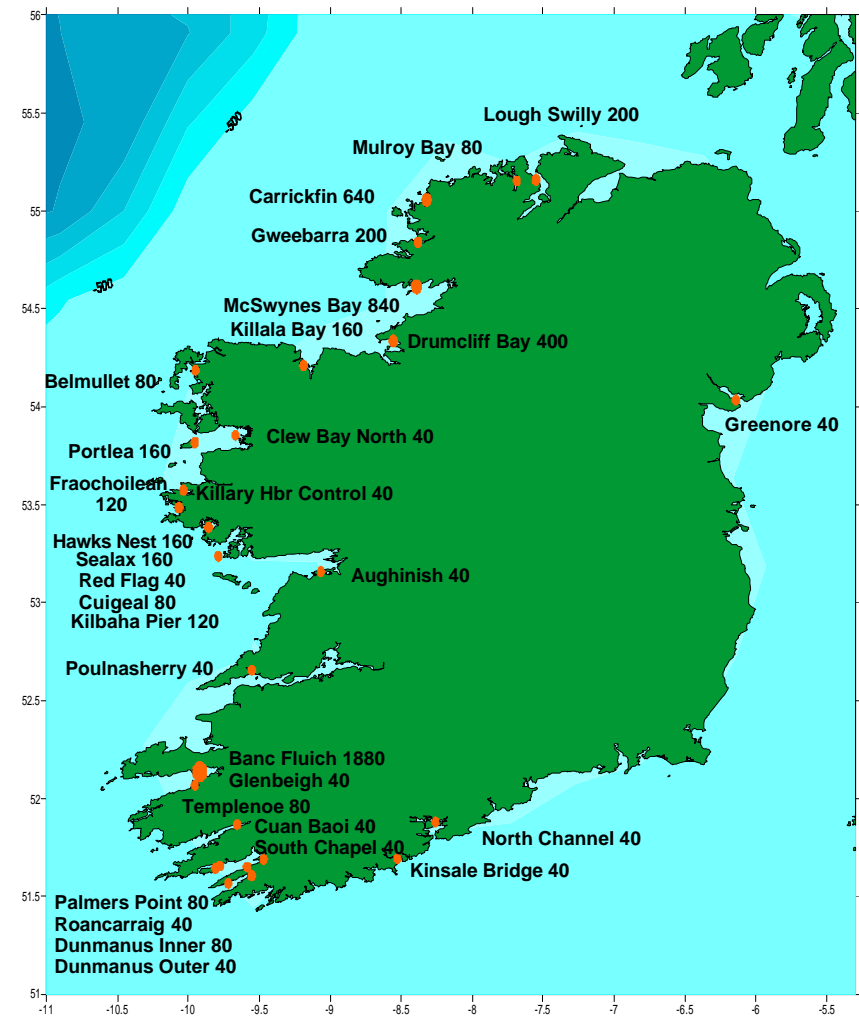 56
55.5
55
54.5
54
53.5
53
52.5
52
51.5
51
-500
-500
Lough Swilly 200
Mulroy Bay 80
Carrickfin 640
Gweebarra 200
McSwynes Bay 840
Killala Bay 160
Drumcliff Bay 400
Belmullet 80
Greenore 40
Clew Bay North 40
Portlea 160
Fraochoilean
120
Killary Hbr Control 40
Hawks Nest 160
Sealax 160
Red Flag 40
Cuigeal 80
Kilbaha Pier 120
Aughinish 40
Poulnasherry 40
Banc Fluich 1880
Glenbeigh 40
Templenoe 80
Cuan Baoi 40
South Chapel 40
North Channel 40
Kinsale Bridge 40
Palmers Point 80
Roancarraig 40
Dunmanus Inner 80
Dunmanus Outer 40
-11 -10.5 -10 -9.5 -9 -8.5 -8 -7.5 -7 -6.5 -6 -5.5